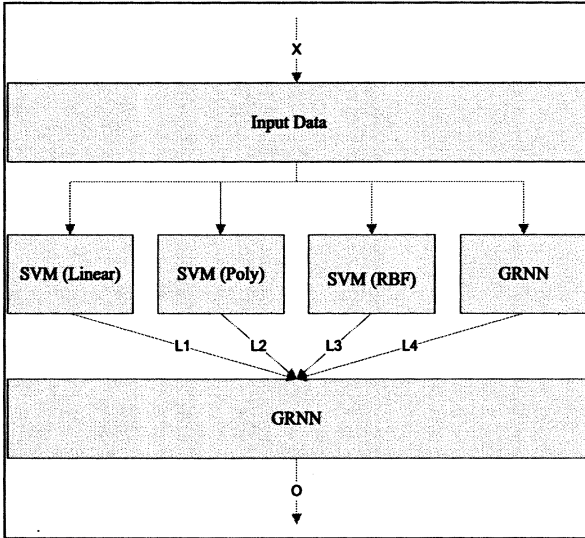 X
Input Data
SVM (Linear)
SVM (Poly)
SVM (RBF)
GRNN
L1
L2
L3
L4
GRNN
O